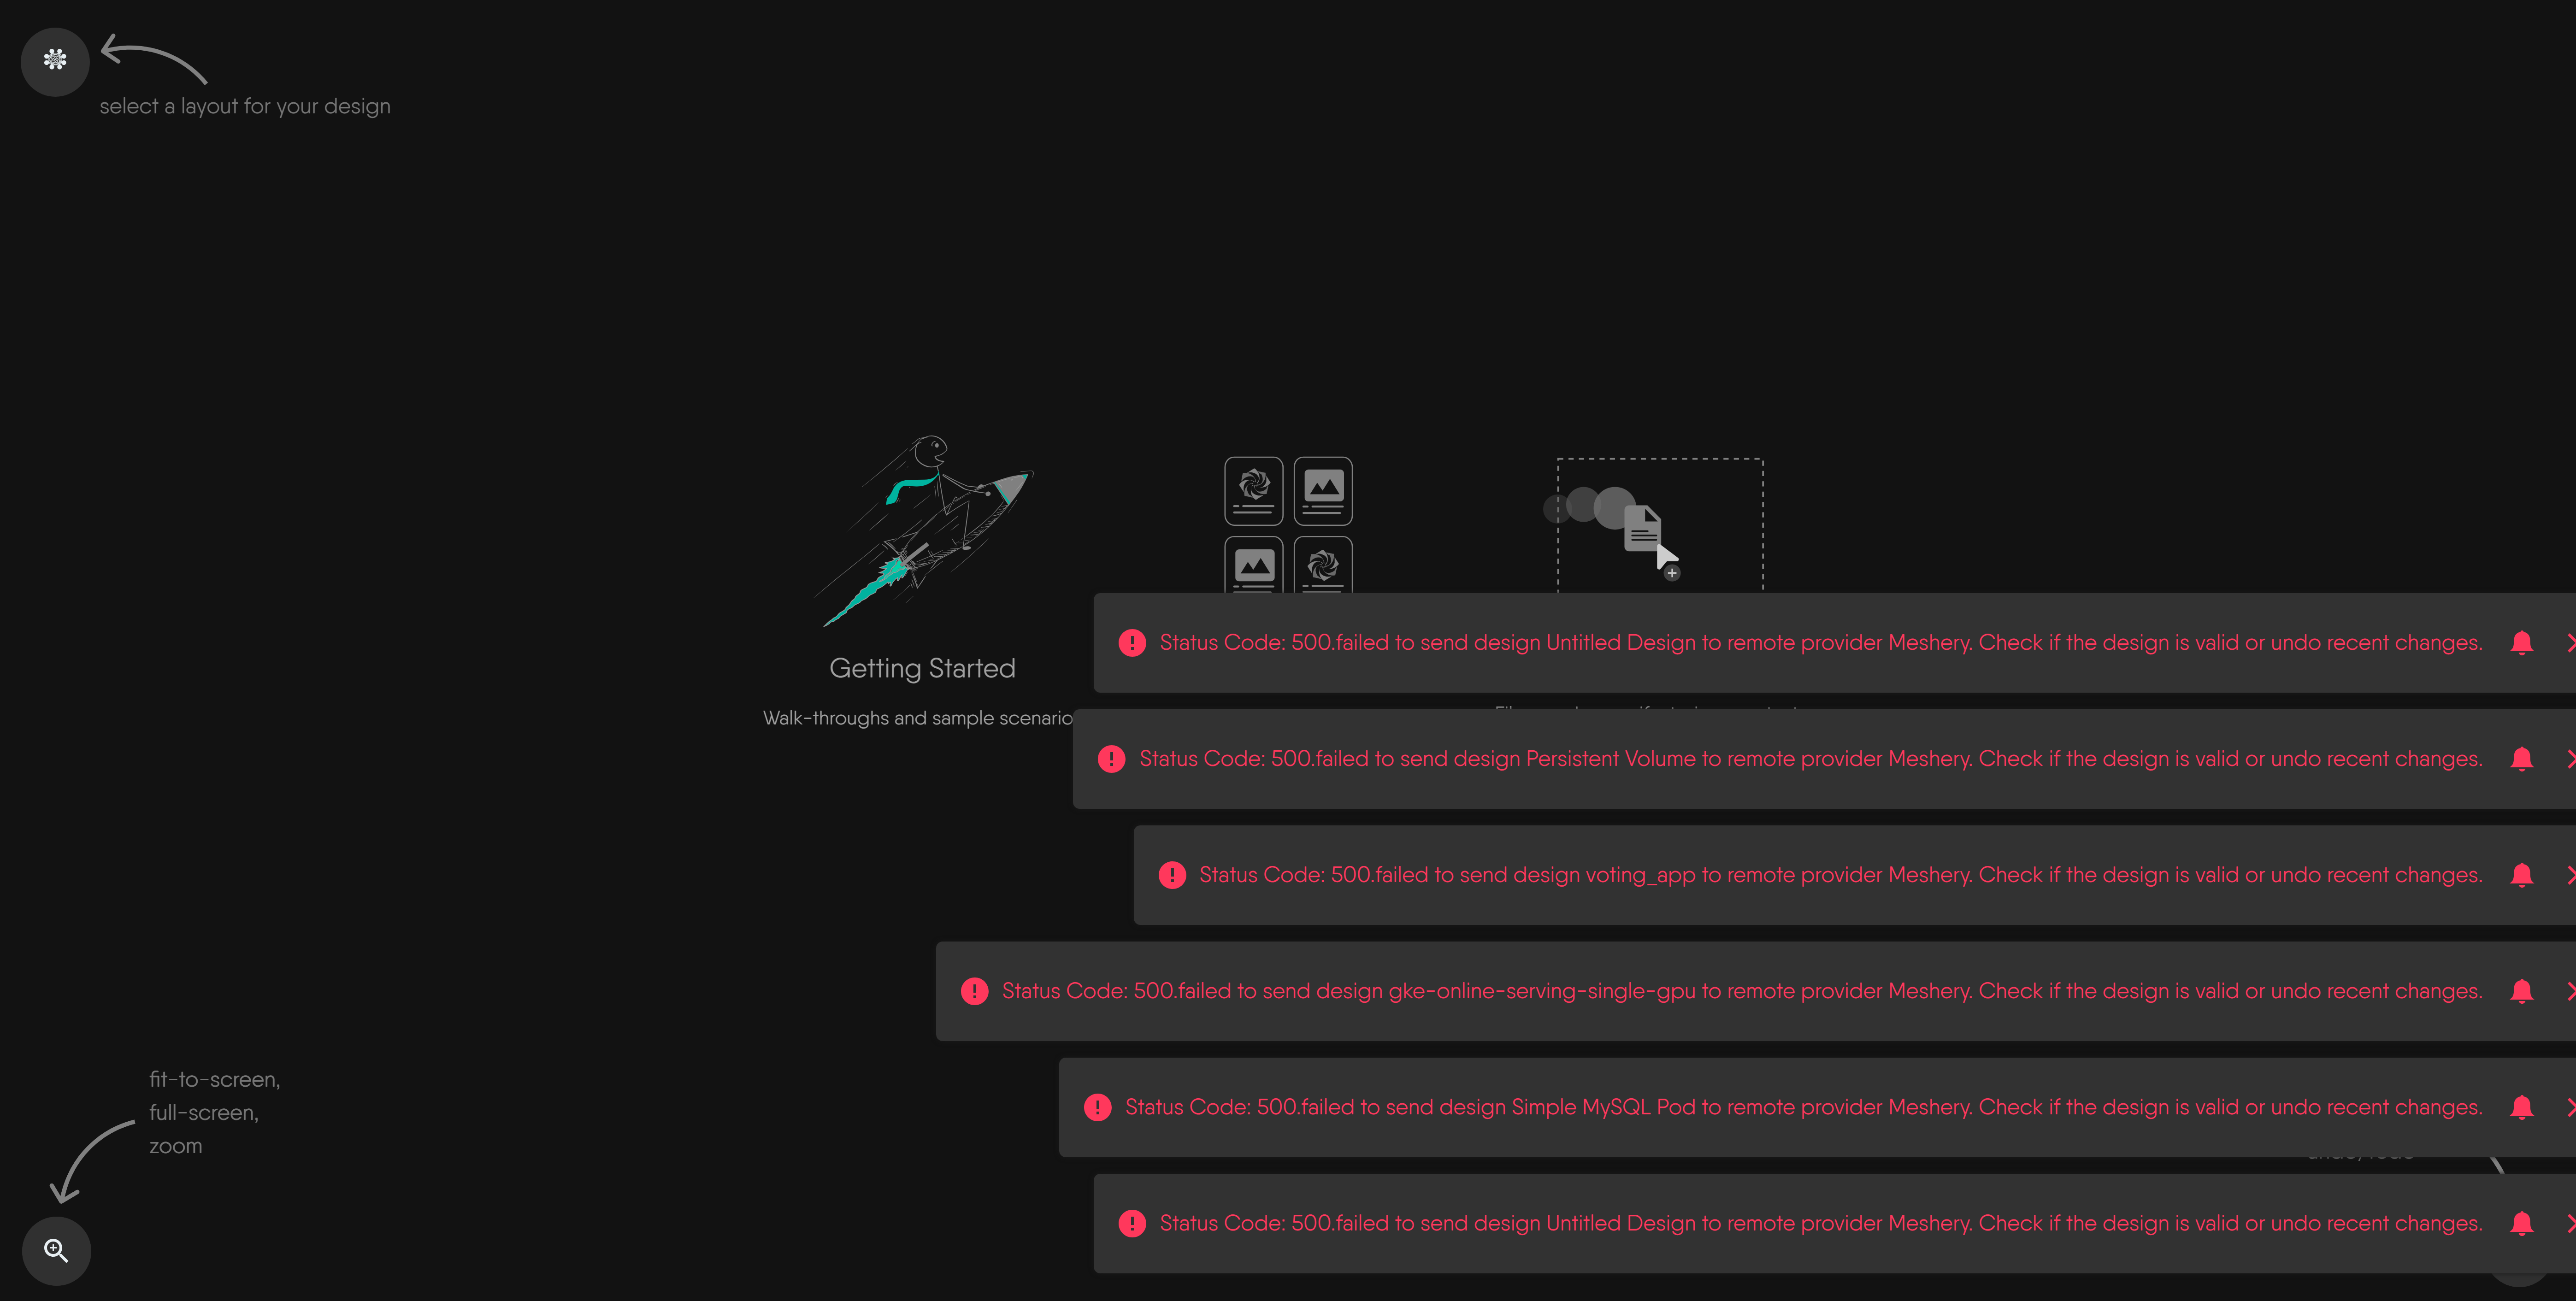 select a layout for your design
Getting Started
Walk-throughs and sample scenario
Status Code: 500.failed to send design Untitled Design to remote provider Meshery. Check if the design is valid or undo recent changes.
Status Code: 500.failed to send design Persistent Volume to remote provider Meshery. Check if the design is valid or undo recent changes.
Status Code: 500.failed to send design voting_app to remote provider Meshery. Check if the design is valid or undo recent changes.
Status Code: 500.failed to send design gke-online-serving-single-gpu to remote provider Meshery. Check if the design is valid or undo recent changes.
fit-to-screen,
full-screen,
zoom
Status Code: 500.failed to send design Simple MySQL Pod to remote provider Meshery. Check if the design is valid or undo recent changes.
Status Code: 500.failed to send design Untitled Design to remote provider Meshery. Check if the design is valid or undo recent changes.